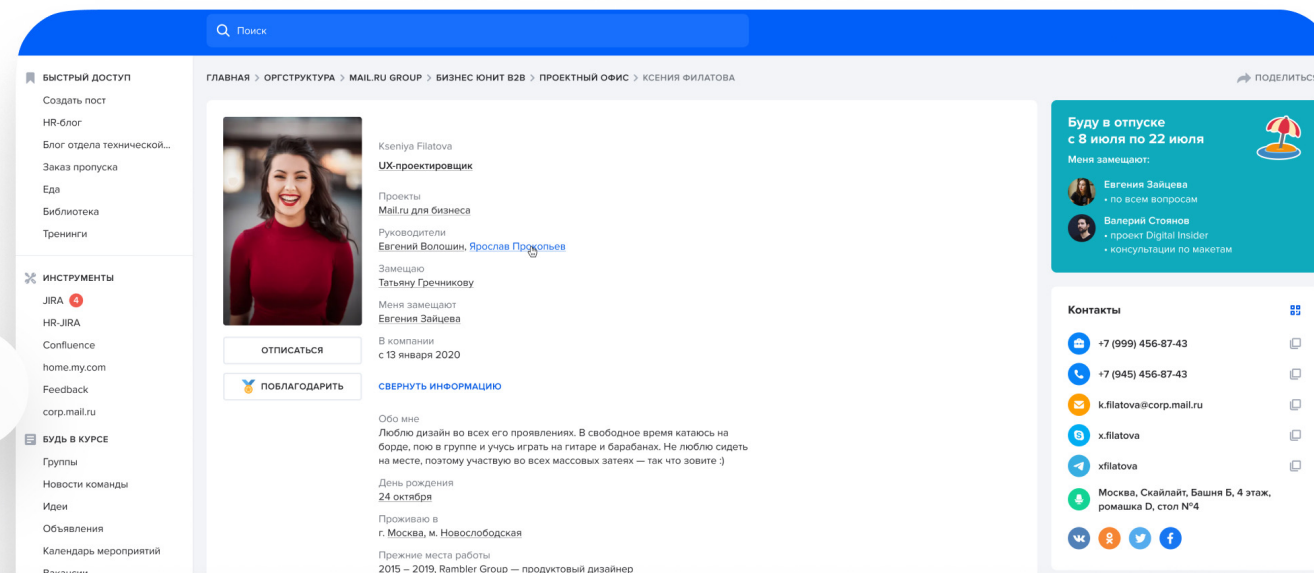 Поиск
БЫСТРЫЙ ДОСТУП
Создать пост
HR-блог
Блог отдела технической...
Заказ пропуска
Еда
Библиотека
Тренинги
ИНСТРУМЕНТЫ
JIRA 4
HR-JIRA
Confluence
home.my.com
Feedback
corp.mail.ru
БУДЬ В КУРСЕ
Группы
Новости команды
Идеи
Объявления
Календарь мероприятий
Вакансии
ГЛАВНАЯ > ОРГСТРУКТУРА > MAIL.RU GROUP > БИЗНЕС ЮНИТ B2B > ПРОЕКТНЫЙ ОФИС > КСЕНИЯ ФИЛАТОВА
ПОДЕЛИТЬСЯ
ОТПИСАТЬСЯ
ПОБЛАГОДАРИТЬ
Kseniya Filatova
UX-проектировщик
Проекты
Mail.ru для бизнеса
Руководители
Евгений Волошин, Ярослав Прокопьев
Замещаю
Татьяну Гречникову
Меня замещают
Евгения Зайцева
В компании
с 13 января 2020
СВЕРНУТЬ ИНФОРМАЦИЮ
Обо мне
Люблю дизайн во всех его проявлениях. В свободное время катаюсь на
борде, пою в группе и учусь играть на гитаре и барабанах. Не люблю сидеть
на месте, поэтому участвую во всех массовых затеях — так что зовите :)
День рождения
24 октября
Проживаю в
г. Москва, м. Новослободская
Прежние места работы
2015 – 2019, Rambler Group — продуктовый дизайнер
Буду в отпуске
с 8 июля по 22 июля
Меня замещают:
Евгения Зайцева
• по всем вопросам
Валерий Стоянов
• проект Digital Insider
• консультации по макетам
Контакты
+7 (999) 456-87-43
+7 (945) 456-87-43
k.filatova@corp.mail.ru
x.filatova
xfilatova
Москва, Скайлайт, Башня Б, 4 этаж,
ромашка D, стол №4